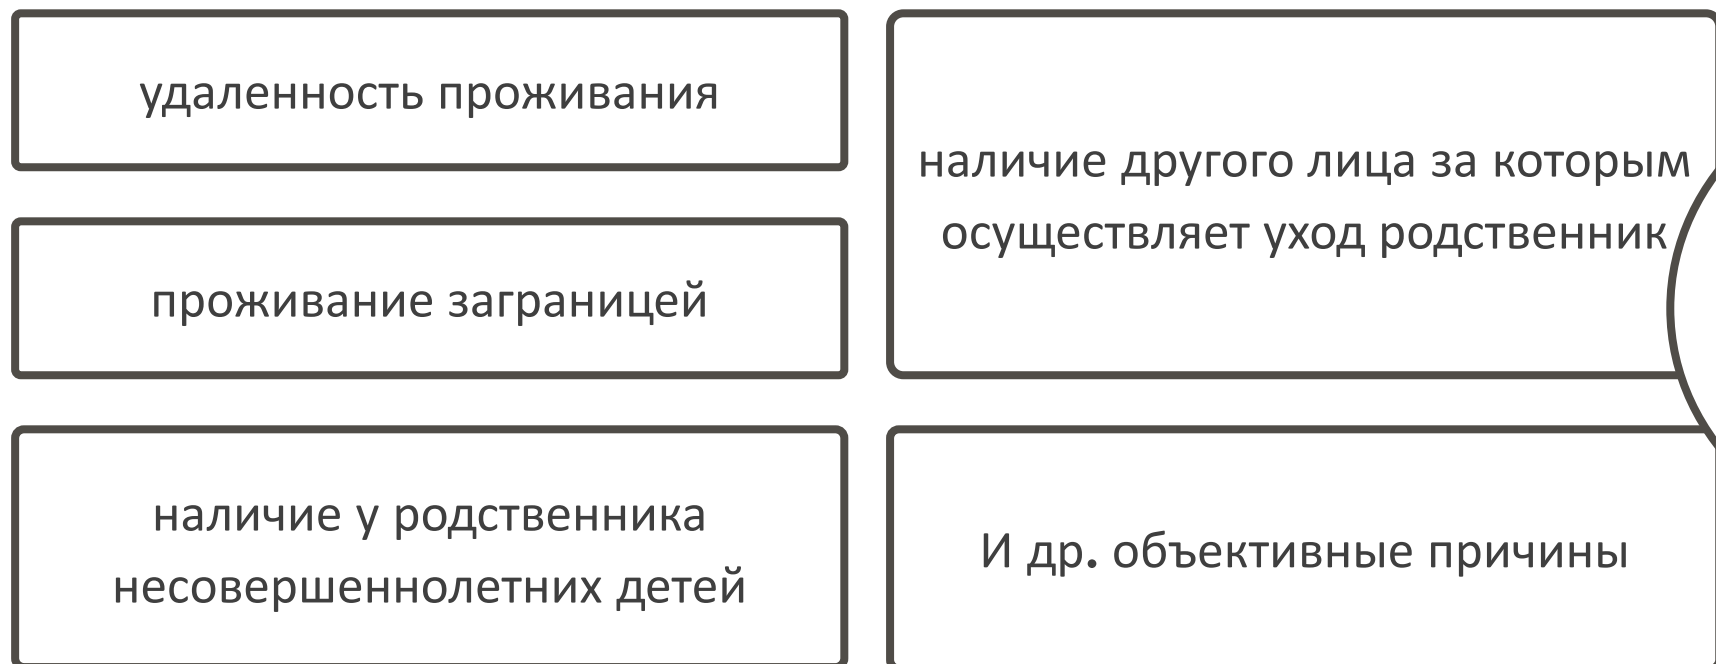 удаленность проживания
проживание заграницей
наличие у родственника
несовершеннолетних детей
наличие другого лица за которым
осуществляет уход родственник
И др. объективные причины